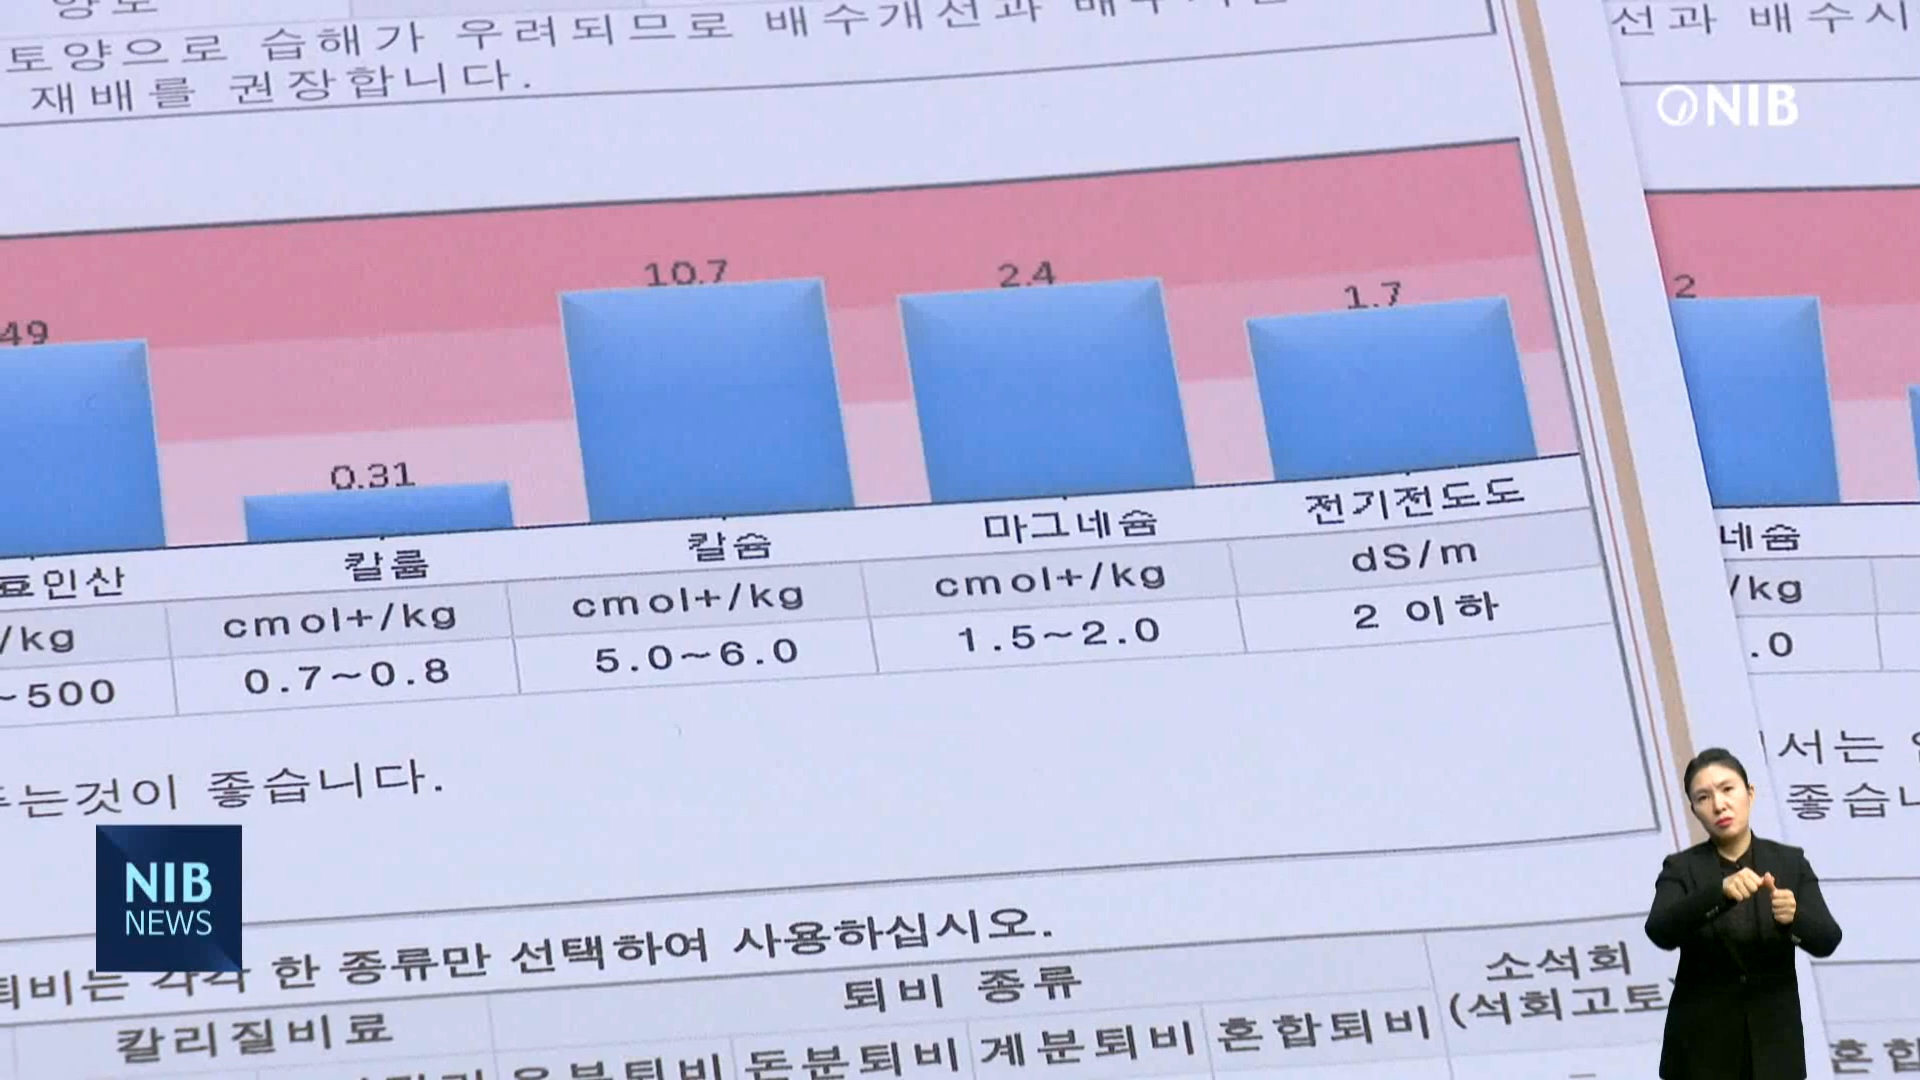 토양으로 습해가 우려되므로 배수개선과
재배를 권장합니다.
선과 배수시
NIB
49
0.31
10.7
2.4
1.7
2
인산 칼륨 칼슘 마그네슘 전기전도도
/kg cmol+/kg cmol+/kg cmol+/kg dS/m
~500 0.7~0.8 5.0~6.0 1.5~2.0 2 이하
네슘
/kg
.0
는것이 좋습니다.
서는
좋습니
NIB
NEWS
퇴비는 각각 한 종류만 선택하여 사용하십시오.
칼리질비료
퇴비 종류
소석회
(석회고토
돈분퇴비 계분퇴비 혼합퇴비
혼합